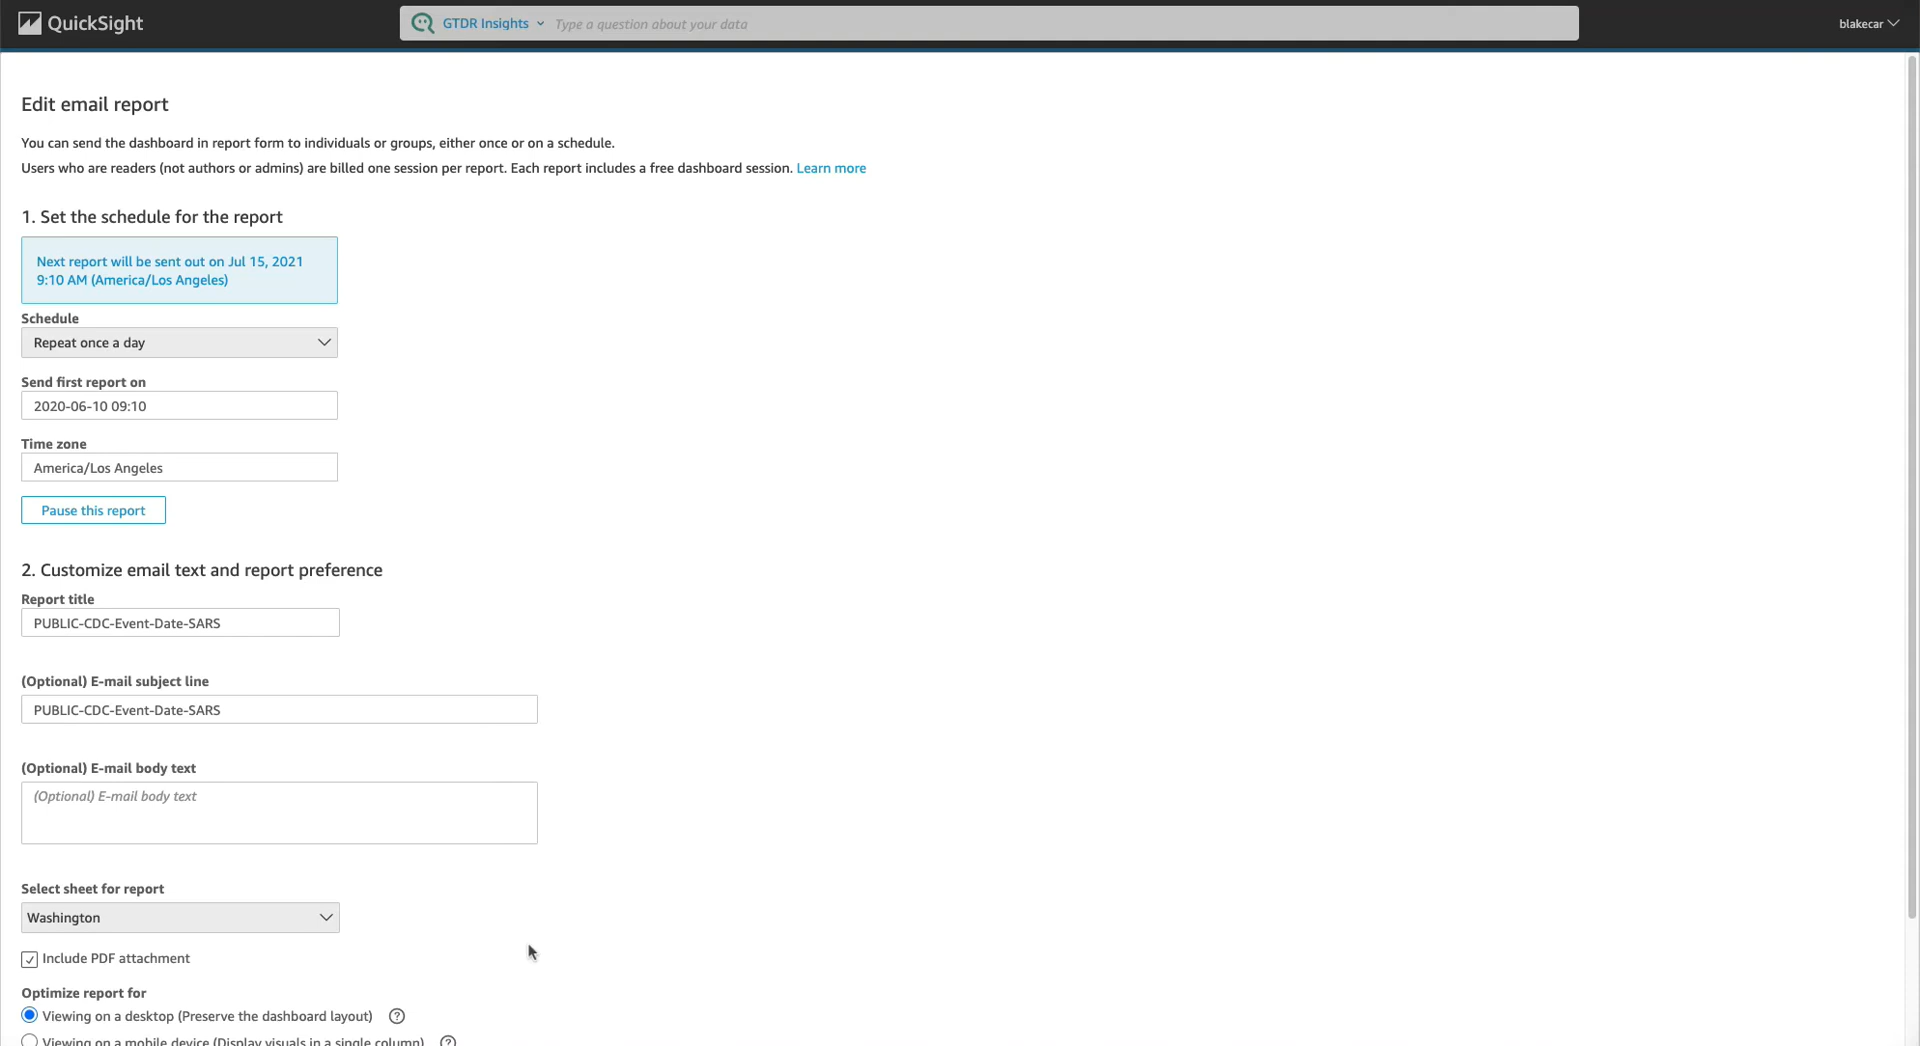 QuickSight
GTDR Insights
Type a question about your data
blakecar
Edit email report
You can send the dashboard in report form to individuals or groups, either once or on a schedule.
Users who are readers (not authors or admins) are billed one session per report. Each report includes a free dashboard session. Learn more
1. Set the schedule for the report
Next report will be sent out on Jul 15, 2021
9:10 AM (America/Los Angeles)
Schedule
Repeat once a day
Send first report on
2020-06-10 09:10
Time zone
America/Los Angeles
Pause this report
2. Customize email text and report preference
Report title
PUBLIC-CDC-Event-Date-SARS
(Optional) E-mail subject line
PUBLIC-CDC-Event-Date-SARS
(Optional) E-mail body text
(Optional) E-mail body text
Select sheet for report
Washington
Include PDF attachment
Optimize report for
Viewing on a desktop (Preserve the dashboard layout) ?
Viewing on a mobile device (Display visuals in a single column) ?